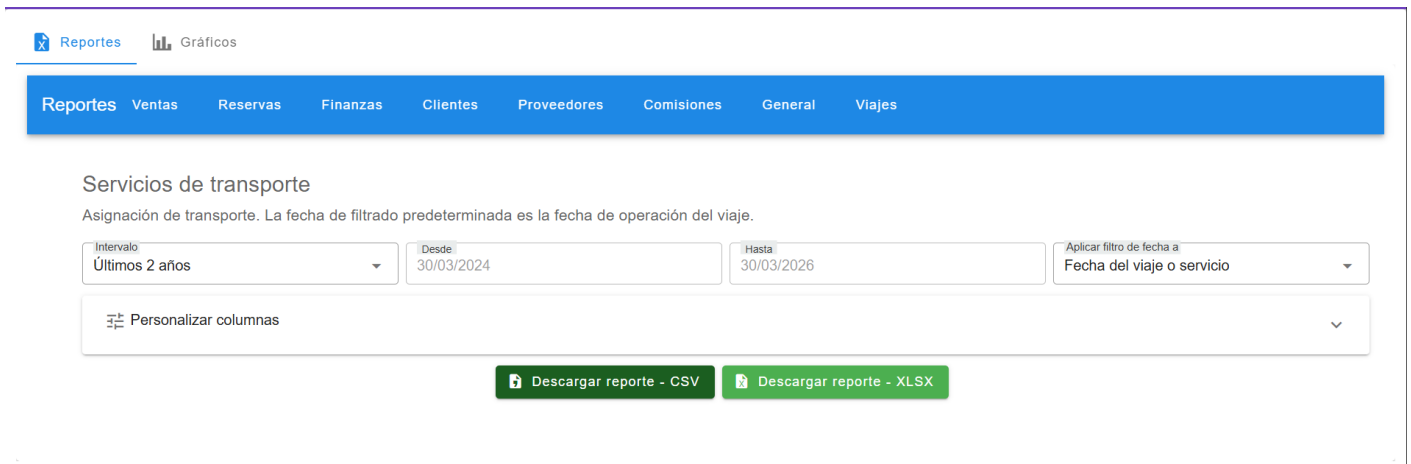 Reportes Gráficos
Reportes Ventas Reservas Finanzas Clientes Proveedores Comisiones General Viajes
Servicios de transporte
Asignación de transporte. La fecha de filtrado predeterminada es la fecha de operación del viaje.
Intervalo Desde Hasta Aplicar filtro de fecha a
Últimos 2 años 30/03/2024 30/03/2026 Fecha del viaje o servicio
Personalizar columnas
Descargar reporte - CSV Descargar reporte - XLSX